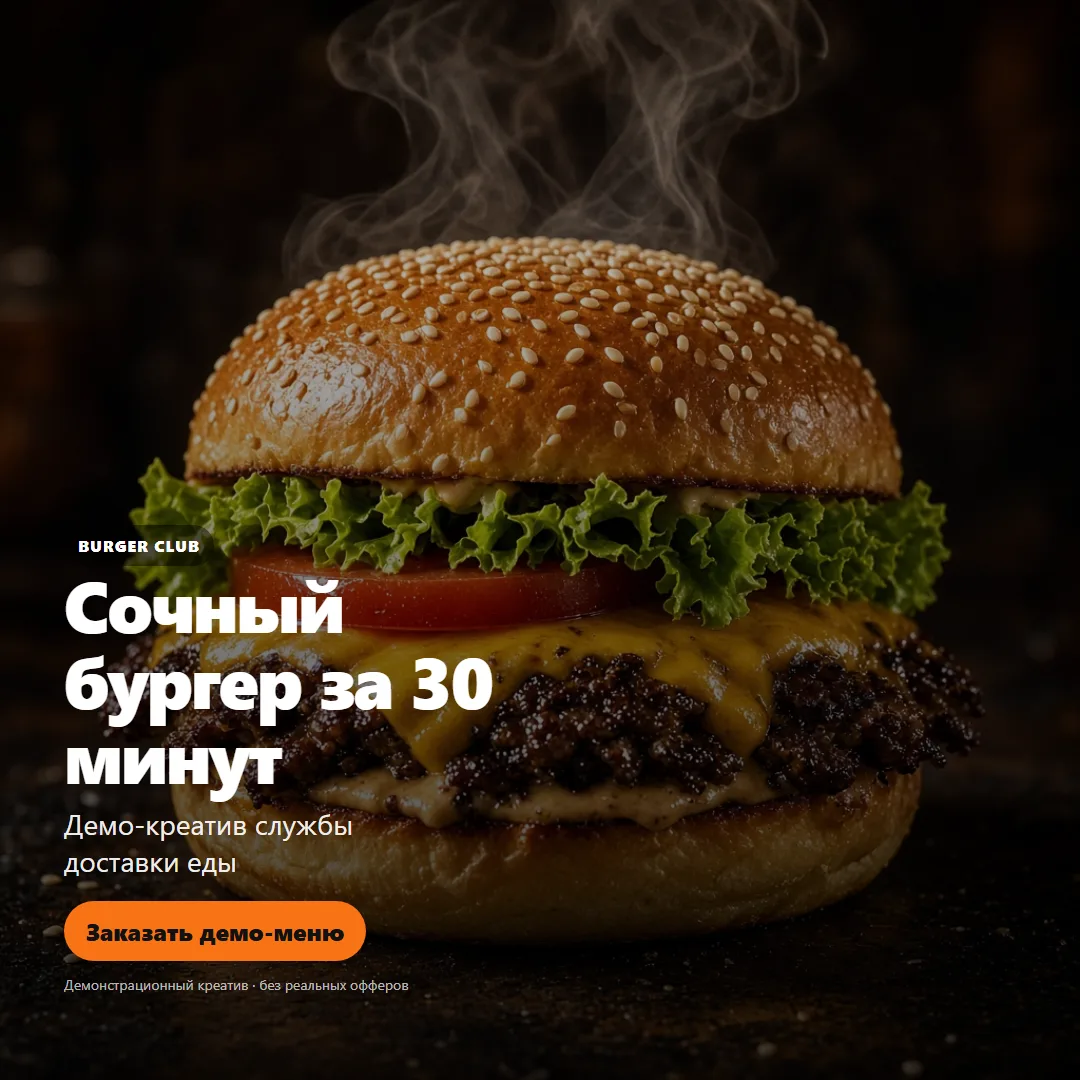 BURGER CLUB
Сочный
бургер за 30
минут
Демо-креатив службы
доставки еды
Заказать демо-меню
Демонстрационный креатив · без реальных офферов